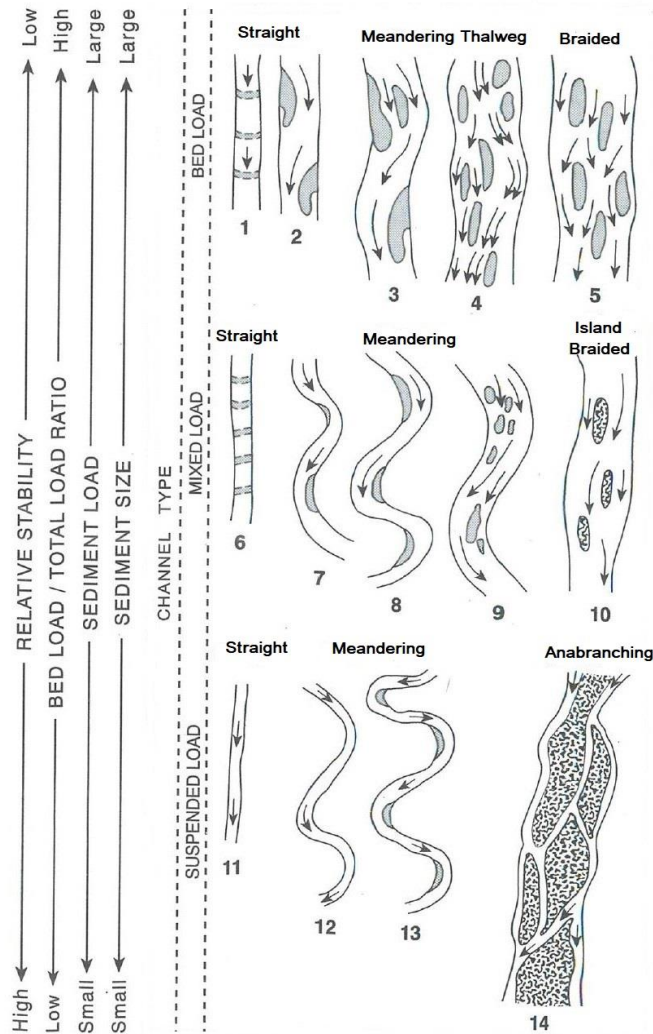 Low
High
Large
Large
RELATIVE STABILITY
BED LOAD / TOTAL LOAD RATIO
SEDIMENT LOAD
SEDIMENT SIZE
High
Low
Small
Small
CHANNEL TYPE
BED LOAD
MIXED LOAD
SUSPENDED LOAD
Straight
Meandering Thalweg
Braided
1
2
3
4
5
Straight
Meandering
Island
Braided
6
7
8
9
10
Straight
Meandering
Anabranching
11
12
13
14